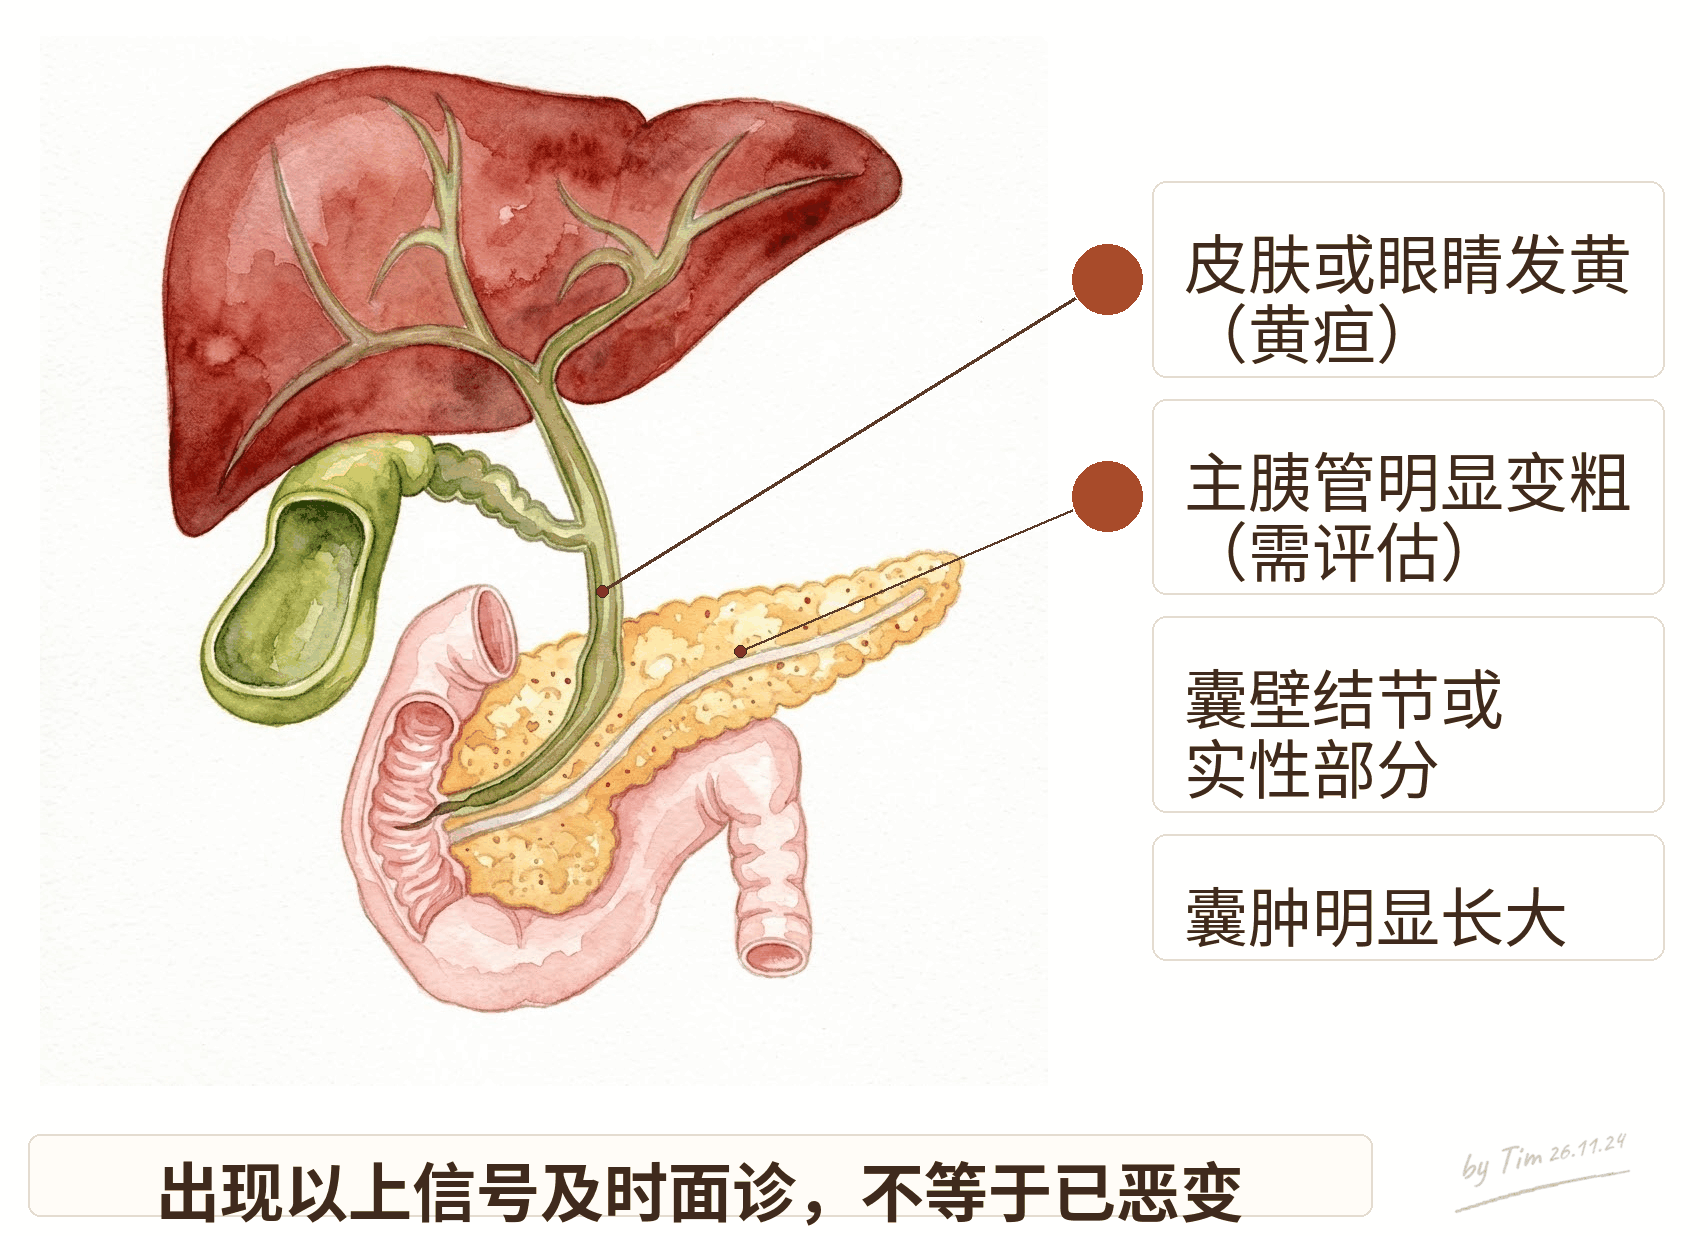 皮肤或眼睛发黄
（黄疸）
主胰管明显变粗
（需评估）
囊壁结节或
实性部分
囊肿明显长大
出现以上信号及时面诊，不等于已恶变
by Tim 26.11.24